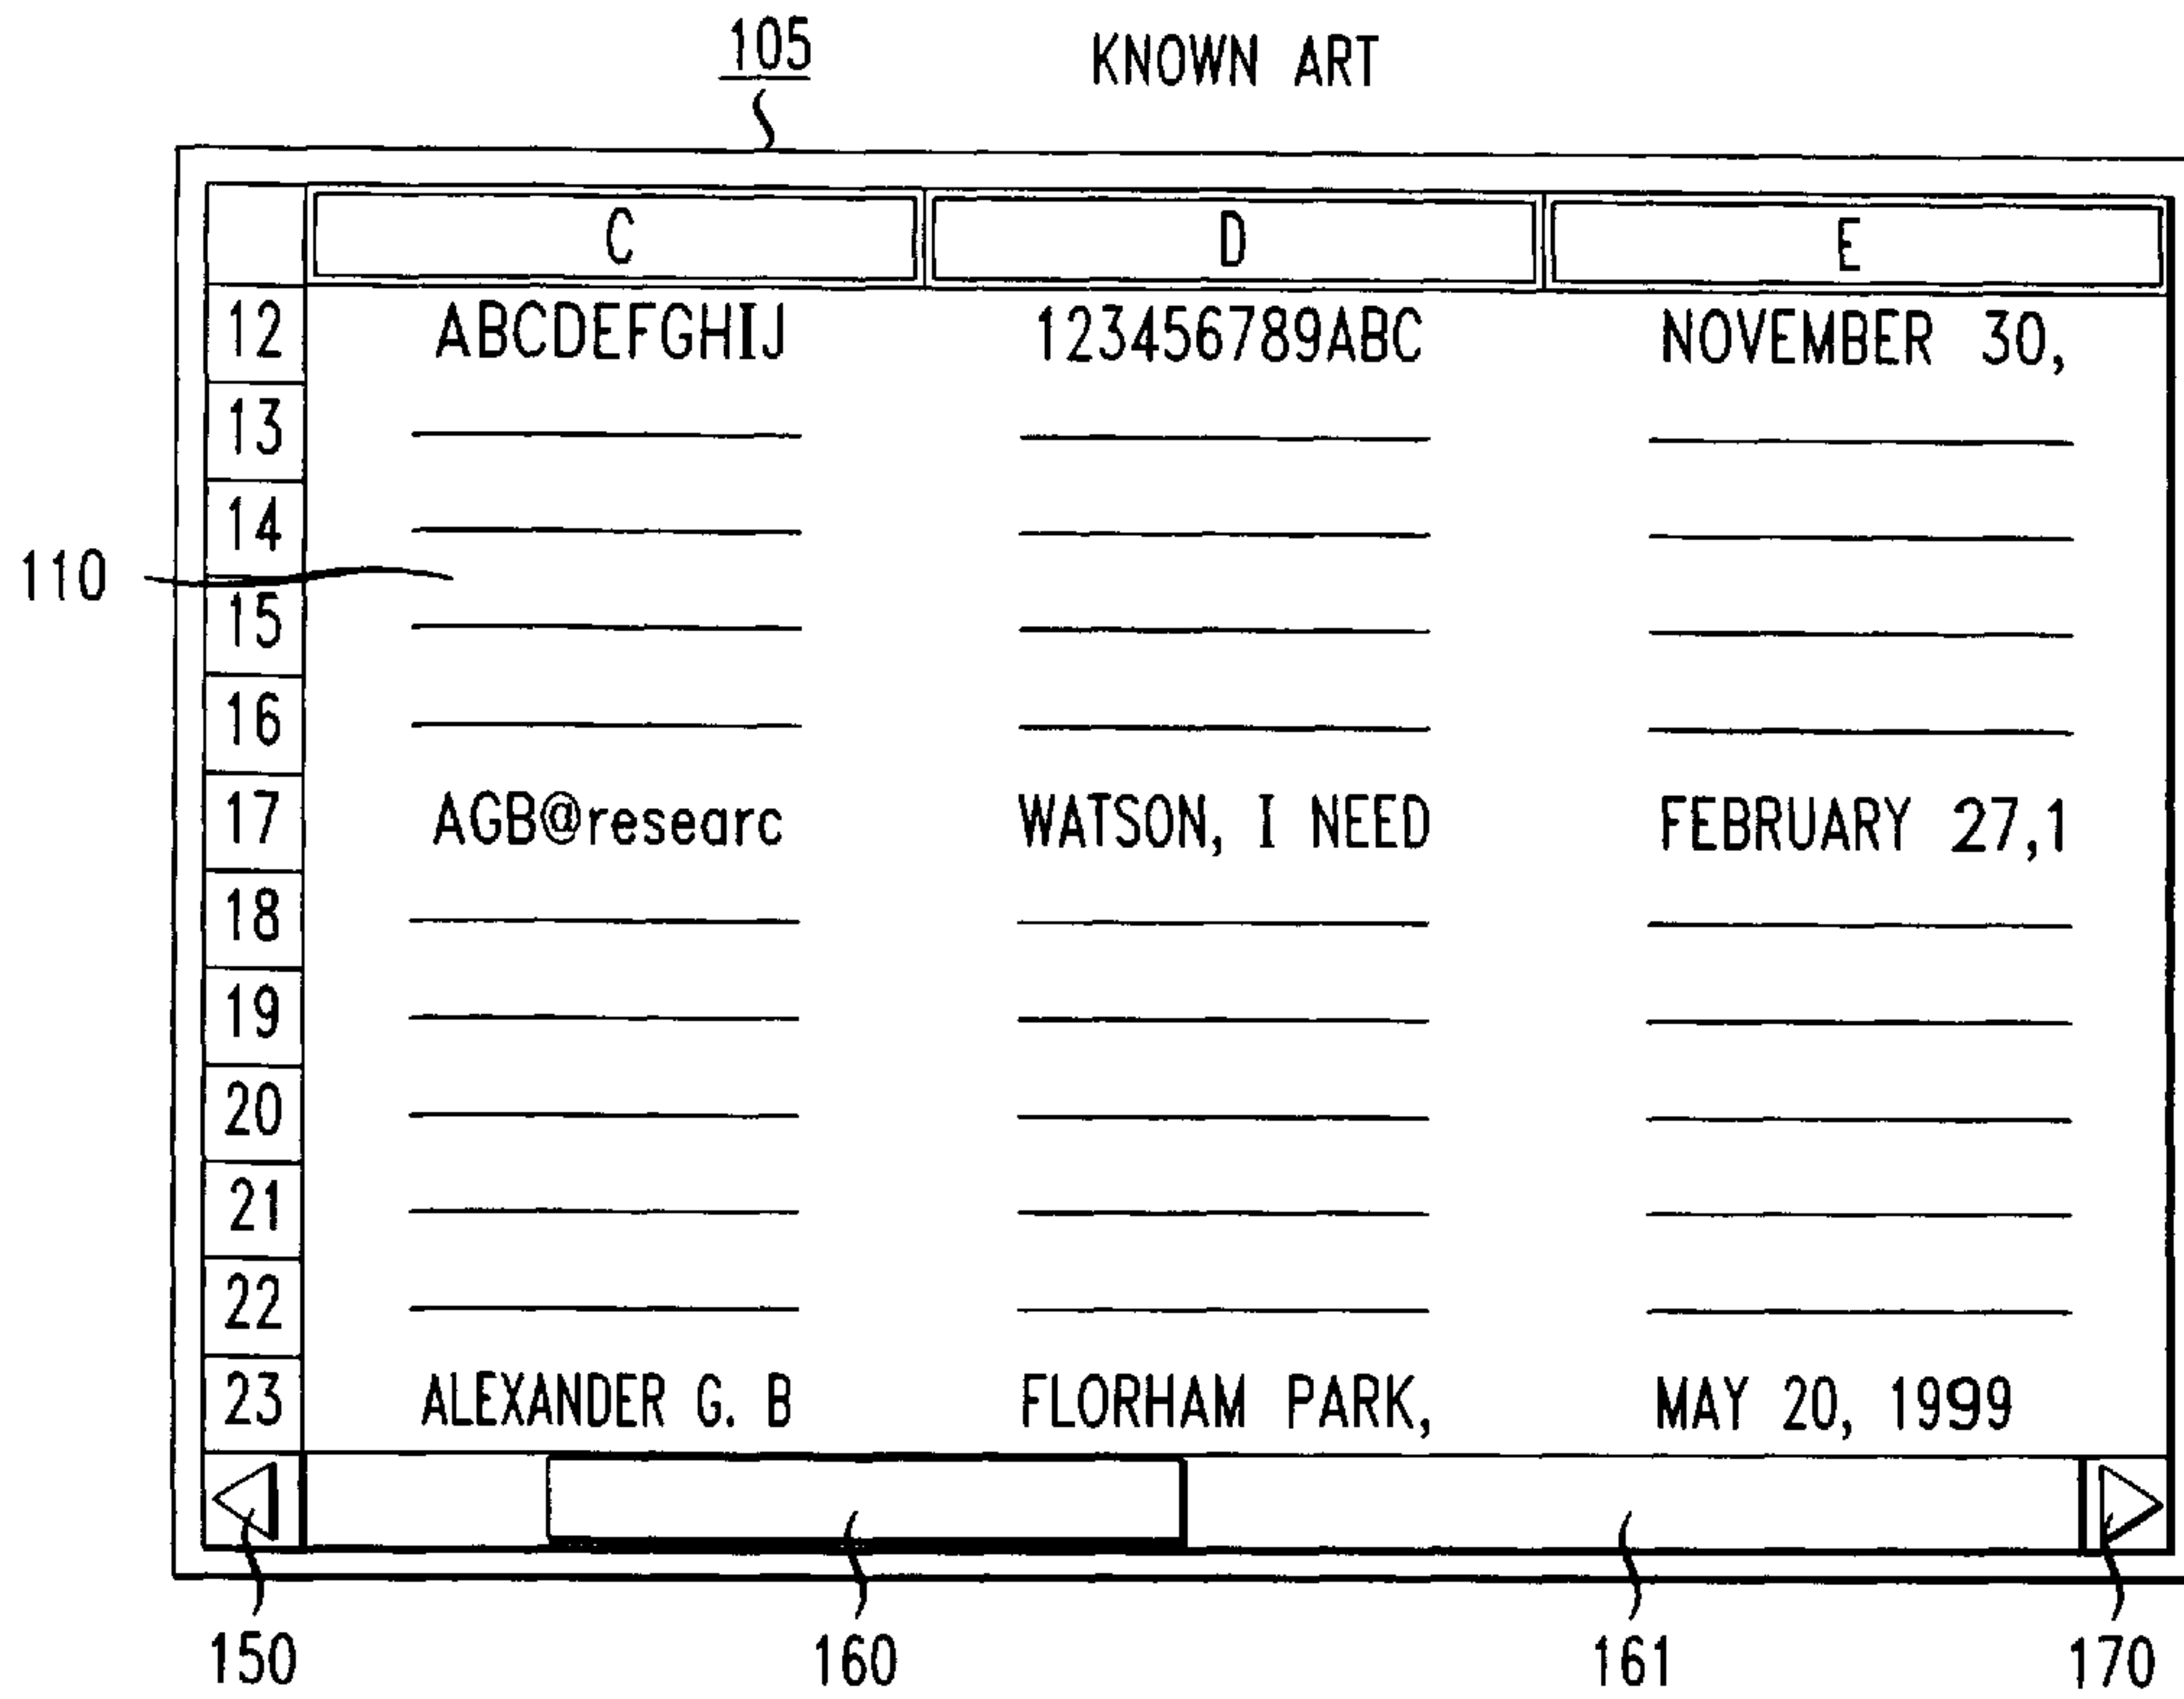 105 KNOWN ART
C D E
12 ABCDEFGHIJ 123456789ABC NOVEMBER 30,
13
14
110
15
16
17 AGB@researc WATSON, I NEED FEBRUARY 27,1
18
19
20
21
22
23 ALEXANDER G. B FLORHAM PARK, MAY 20, 1999
150 160 161 170